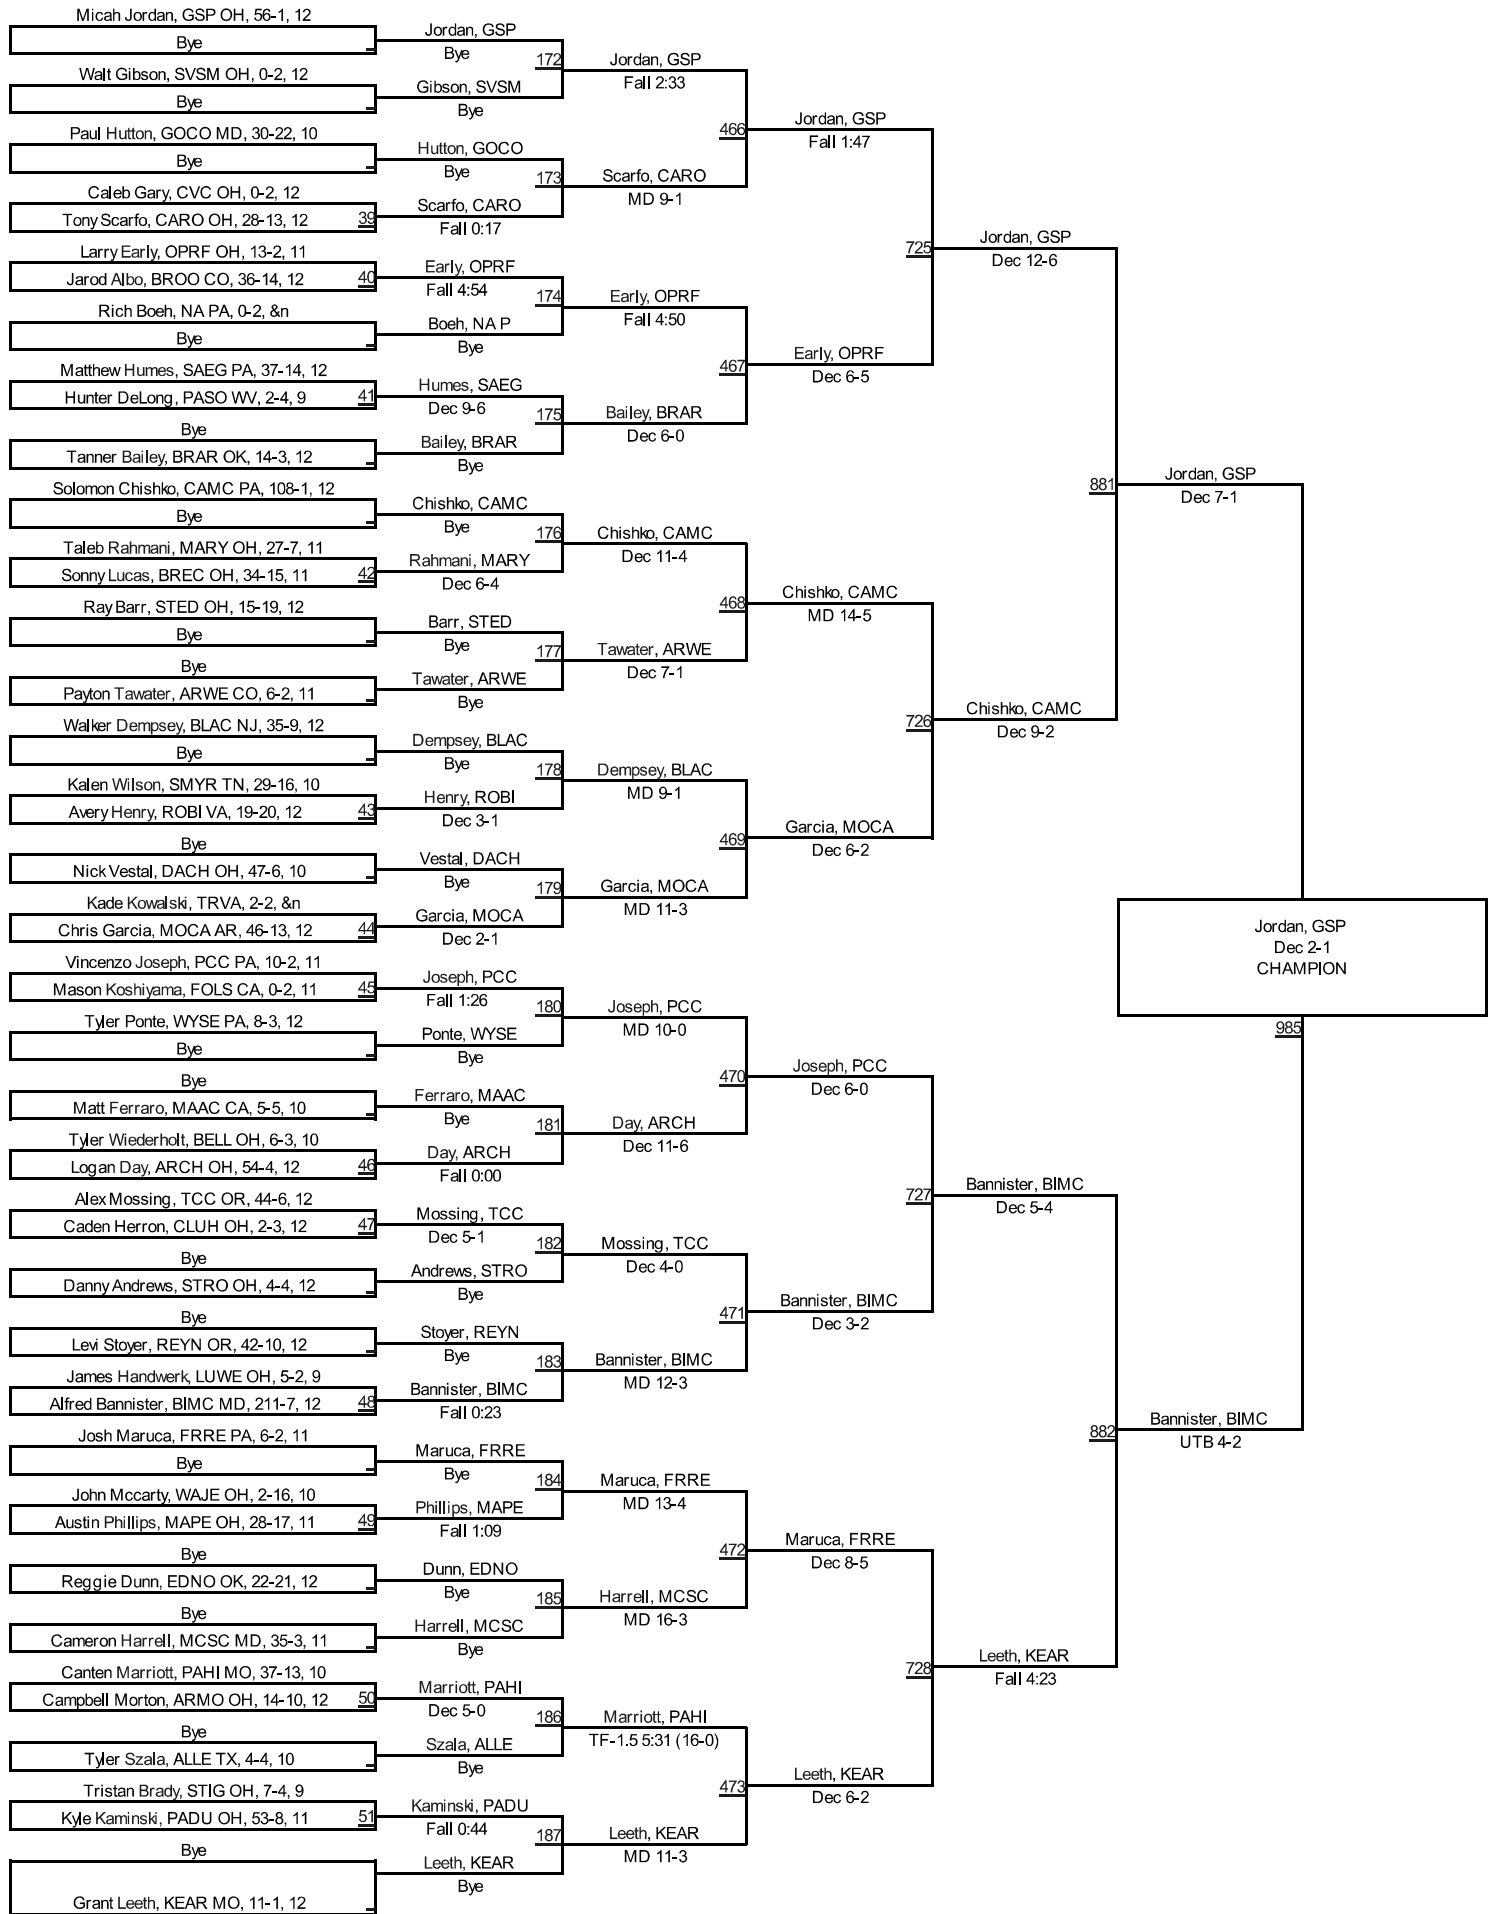 Micah Jordan, GSP OH, 56-1, 12
Bye
Walt Gibson, SVSM OH, 0-2, 12
Bye
Paul Hutton, GOCO MD, 30-22, 10
Bye
Caleb Gary, CVC OH, 0-2, 12
Tony Scarfo, CARO OH, 28-13, 12
39
Larry Early, OPRF OH, 13-2, 11
Jarod Albo, BROO CO, 36-14, 12
40
Rich Boeh, NA PA, 0-2, &n
Bye
Matthew Humes, SAEG PA, 37-14, 12
Hunter DeLong, PASO WV, 2-4, 9
41
Bye
Tanner Bailey, BRAR OK, 14-3, 12
Solomon Chishko, CAMC PA, 108-1, 12
Bye
Taleb Rahmani, MARY OH, 27-7, 11
Sonny Lucas, BREC OH, 34-15, 11
42
Ray Barr, STED OH, 15-19, 12
Bye
Bye
Payton Tawater, ARWE CO, 6-2, 11
Walker Dempsey, BLAC NJ, 35-9, 12
Bye
Kalen Wilson, SMYR TN, 29-16, 10
Avery Henry, ROBI VA, 19-20, 12
43
Bye
Nick Vestal, DACH OH, 47-6, 10
Kade Kowalski, TRVA, 2-2, &n
Chris Garcia, MOCA AR, 46-13, 12
44
Vincenzo Joseph, PCC PA, 10-2, 11
Mason Koshiyama, FOLS CA, 0-2, 11
45
Tyler Ponte, WYSE PA, 8-3, 12
Bye
Bye
Matt Ferraro, MAAC CA, 5-5, 10
Tyler Wiederholt, BELL OH, 6-3, 10
Logan Day, ARCH OH, 54-4, 12
46
Alex Mossing, TCC OR, 44-6, 12
Caden Herron, CLUH OH, 2-3, 12
47
Bye
Danny Andrews, STRO OH, 4-4, 12
Bye
Levi Stoyer, REYN OR, 42-10, 12
James Handwerk, LUWE OH, 5-2, 9
Alfred Bannister, BIMC MD, 211-7, 12
48
Josh Maruca, FRRE PA, 6-2, 11
Bye
John Mccarty, WAJE OH, 2-16, 10
Austin Phillips, MAPE OH, 28-17, 11
49
Bye
Reggie Dunn, EDNO OK, 22-21, 12
Bye
Cameron Harrell, MCSC MD, 35-3, 11
Canten Marriott, PAHI MO, 37-13, 10
Campbell Morton, ARMO OH, 14-10, 12
50
Bye
Tyler Szala, ALLE TX, 4-4, 10
Tristan Brady, STIG OH, 7-4, 9
Kyle Kaminski, PADU OH, 53-8, 11
51
Bye
Grant Leeth, KEAR MO, 11-1, 12
Jordan, GSP
Bye
172
Gibson, SVSM
Bye
Hutton, GOCO
Bye
173
Scarfo, CARO
Fall 0:17
Early, OPRF
Fall 4:54
174
Boeh, NA P
Bye
Humes, SAEG
Dec 9-6
175
Bailey, BRAR
Bye
Chishko, CAMC
Bye
176
Rahmani, MARY
Dec 6-4
Barr, STED
Bye
177
Tawater, ARWE
Bye
Dempsey, BLAC
Bye
178
Henry, ROBI
Dec 3-1
Vestal, DACH
Bye
179
Garcia, MOCA
Dec 2-1
Joseph, PCC
Fall 1:26
180
Ponte, WYSE
Bye
Ferraro, MAAC
Bye
181
Day, ARCH
Fall 0:00
Mossing, TCC
Dec 5-1
182
Andrews, STRO
Bye
Stoyer, REYN
Bye
183
Bannister, BIMC
Fall 0:23
Maruca, FRRE
Bye
184
Phillips, MAPE
Fall 1:09
Dunn, EDNO
Bye
185
Harrell, MCSC
Bye
Marriott, PAHI
Dec 5-0
186
Szala, ALLE
Bye
Kaminski, PADU
Fall 0:44
187
Leeth, KEAR
Bye
Jordan, GSP
Fall 2:33
466
Scarfo, CARO
MD 9-1
Early, OPRF
Fall 4:50
467
Bailey, BRAR
Dec 6-0
Chishko, CAMC
Dec 11-4
468
Tawater, ARWE
Dec 7-1
Dempsey, BLAC
MD 9-1
469
Garcia, MOCA
MD 11-3
Joseph, PCC
MD 10-0
470
Day, ARCH
Dec 11-6
Mossing, TCC
Dec 4-0
471
Bannister, BIMC
MD 12-3
Maruca, FRRE
MD 13-4
472
Harrell, MCSC
MD 16-3
Marriott, PAHI
TF-1.5 5:31 (16-0)
473
Leeth, KEAR
MD 11-3
Jordan, GSP
Fall 1:47
725
Early, OPRF
Dec 6-5
Chishko, CAMC
MD 14-5
726
Garcia, MOCA
Dec 6-2
Joseph, PCC
Dec 6-0
727
Bannister, BIMC
Dec 3-2
Maruca, FRRE
Dec 8-5
728
Leeth, KEAR
Dec 6-2
Jordan, GSP
Dec 12-6
881
Chishko, CAMC
Dec 9-2
Bannister, BIMC
Dec 5-4
882
Leeth, KEAR
Fall 4:23
Jordan, GSP
Dec 7-1
Bannister, BIMC
UTB 4-2
Jordan, GSP
Dec 2-1
CHAMPION
985